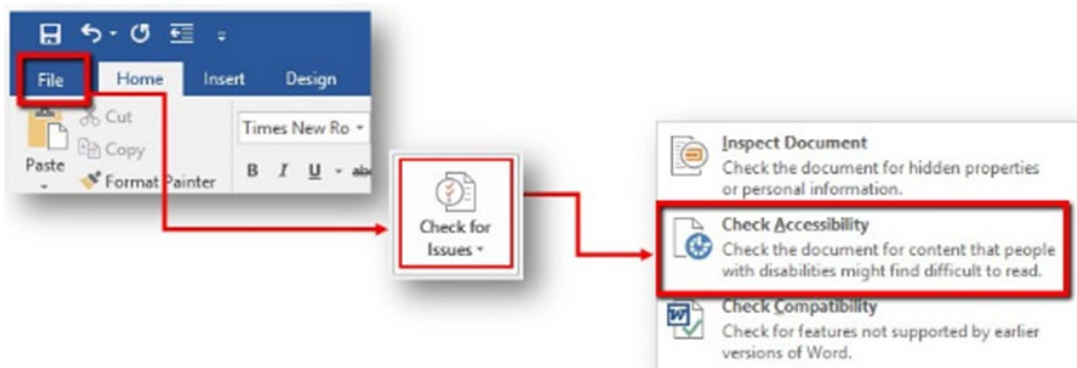 File Home Insert Design
Cut
Times New Ro
Copy
Paste
Format Painter
B I U abc
Check for
Issues
Inspect Document
Check the document for hidden properties
or personal information.
Check Accessibility
Check the document for content that people
with disabilities might find difficult to read.
Check Compatibility
Check for features not supported by earlier
versions of Word.